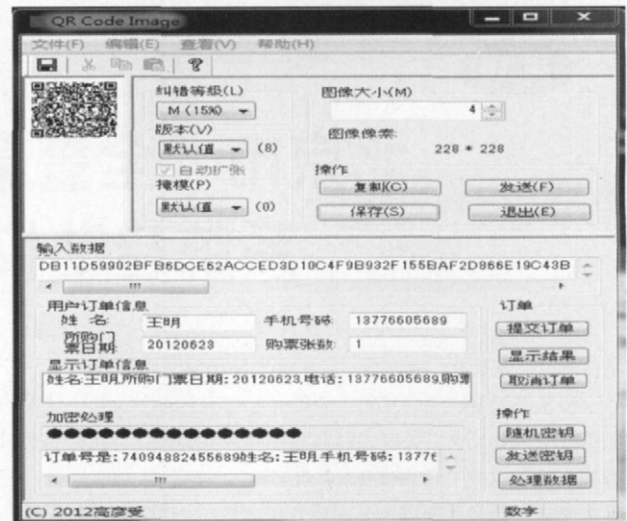 QR Code Image
文件(F) 编辑(E) 查看(V) 帮助(H)
纠错等级(L)
M (15%)
版本(V)
默认值 (8)
自动扩张
掩模(P)
默认值 (0)
图像大小(M)
4
图像像素:
228 * 228
操作
复制(C) 发送(F)
保存(S) 退出(E)
输入数据
DB11D59902BFB6DCE62ACCED3D10C4F9B932F155BAF2D866E19C43B
用户订单信息
姓 名: 王明 手机号码: 13776605689
所购门票日期: 20120623 购票张数: 1
显示订单信息
姓名:王明,所购门票日期:20120623,电话:13776605689,购票
订单
提交订单
显示结果
取消订单
加密处理
●●●●●●●●●●●●●●●
订单号是:74094882455689姓名:王明手机号码:13776
操作
随机密钥
发送密钥
处理数据
(C) 2012高彦受 数字